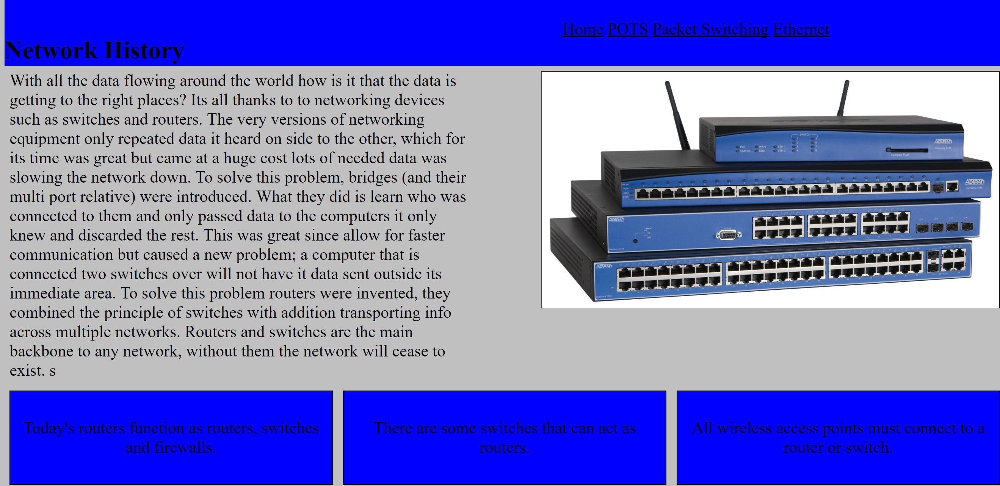 Home POTS Packet Switching Ethernet
Network History
With all the data flowing around the world how is it that the data is
getting to the right places? Its all thanks to to networking devices
such as switches and routers. The very versions of networking
equipment only repeated data it heard on side to the other, which for
its time was great but came at a huge cost lots of needed data was
slowing the network down. To solve this problem, bridges (and their
multi port relative) were introduced. What they did is learn who was
connected to them and only passed data to the computers it only
knew and discarded the rest. This was great since allow for faster
communication but caused a new problem; a computer that is
connected two switches over will not have it data sent outside its
immediate area. To solve this problem routers were invented, they
combined the principle of switches with addition transporting info
across multiple networks. Routers and switches are the main
backbone to any network, without them the network will cease to
exist. s
SWITCH
PoE WAN ETH 1
STATUS DBU ETH 2
ADTRAN
Compact Flash
WLAN
WAN
DBU
STAT
ADTRAN
ADTRAN
ADTRAN
Today's routers function as routers, switches
and firewalls.
There are some switches that can act as
routers.
All wireless access points must connect to a
router or switch.